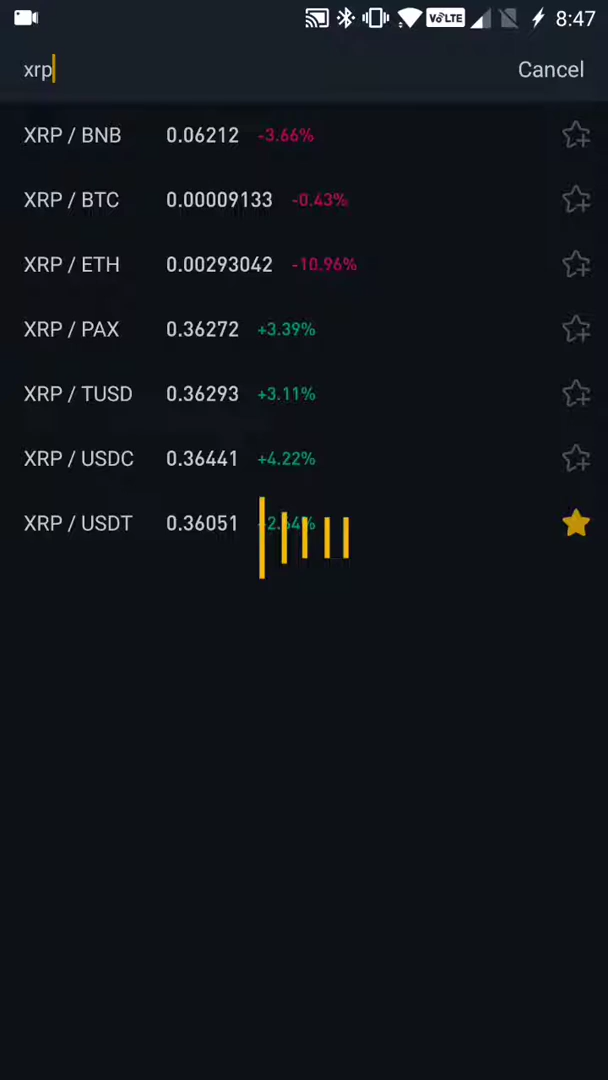 VoLTE 8:47
xrp Cancel
XRP / BNB 0.06212 -3.66%
XRP / BTC 0.00009133 -0.43%
XRP / ETH 0.00293042 -10.96%
XRP / PAX 0.36272 +3.39%
XRP / TUSD 0.36293 +3.11%
XRP / USDC 0.36441 +4.22%
XRP / USDT 0.36051